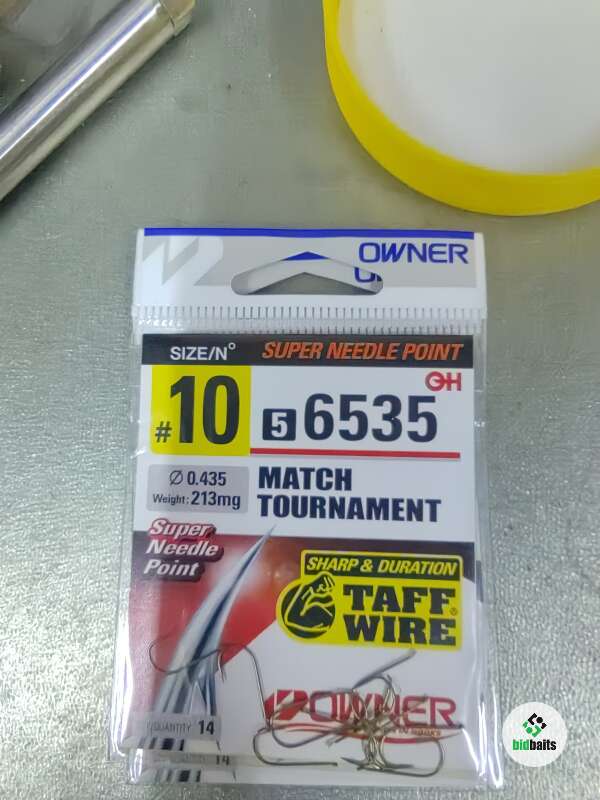 OWNER
SIZE/N° SUPER NEEDLE POINT
#10 5 6535
Ø 0.435
Weight: 213mg
MATCH
TOURNAMENT
Super
Needle
Point
SHARP & DURATION
TAFF®
WIRE
OWNER
QUANTITY 14
14
bidbaits